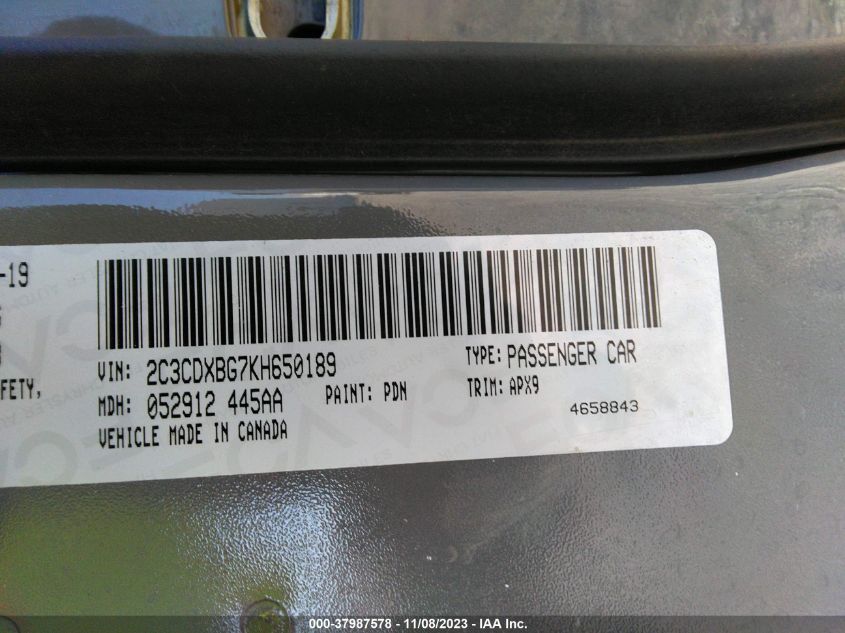 -19
FETY,
VIN: 2C3CDXBG7KH650189 TYPE: PASSENGER CAR
MDH: 052912 445AA PAINT: PDN TRIM: APX9
VEHICLE MADE IN CANADA 4658843
000-37987578 - 11/08/2023 - IAA Inc.